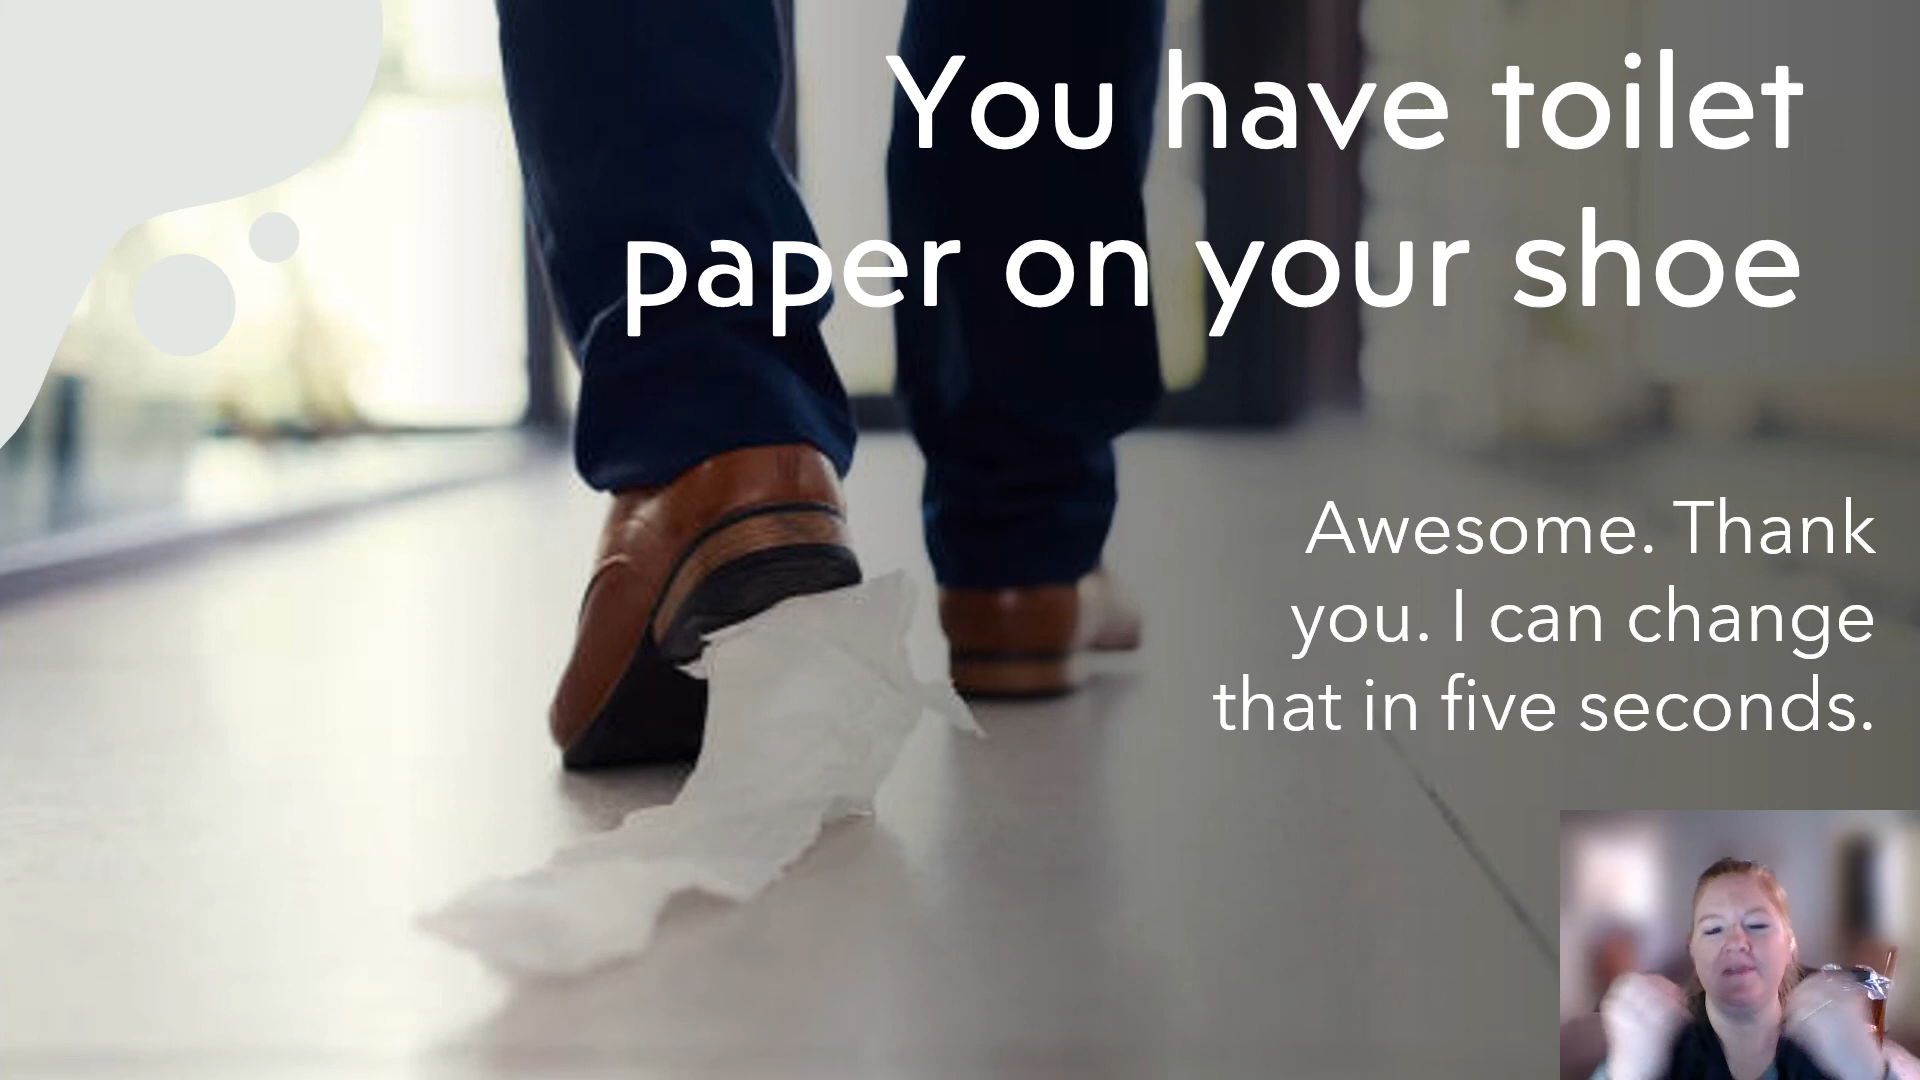 You have toilet
paper on your shoe
Awesome. Thank
you. I can change
that in five seconds.